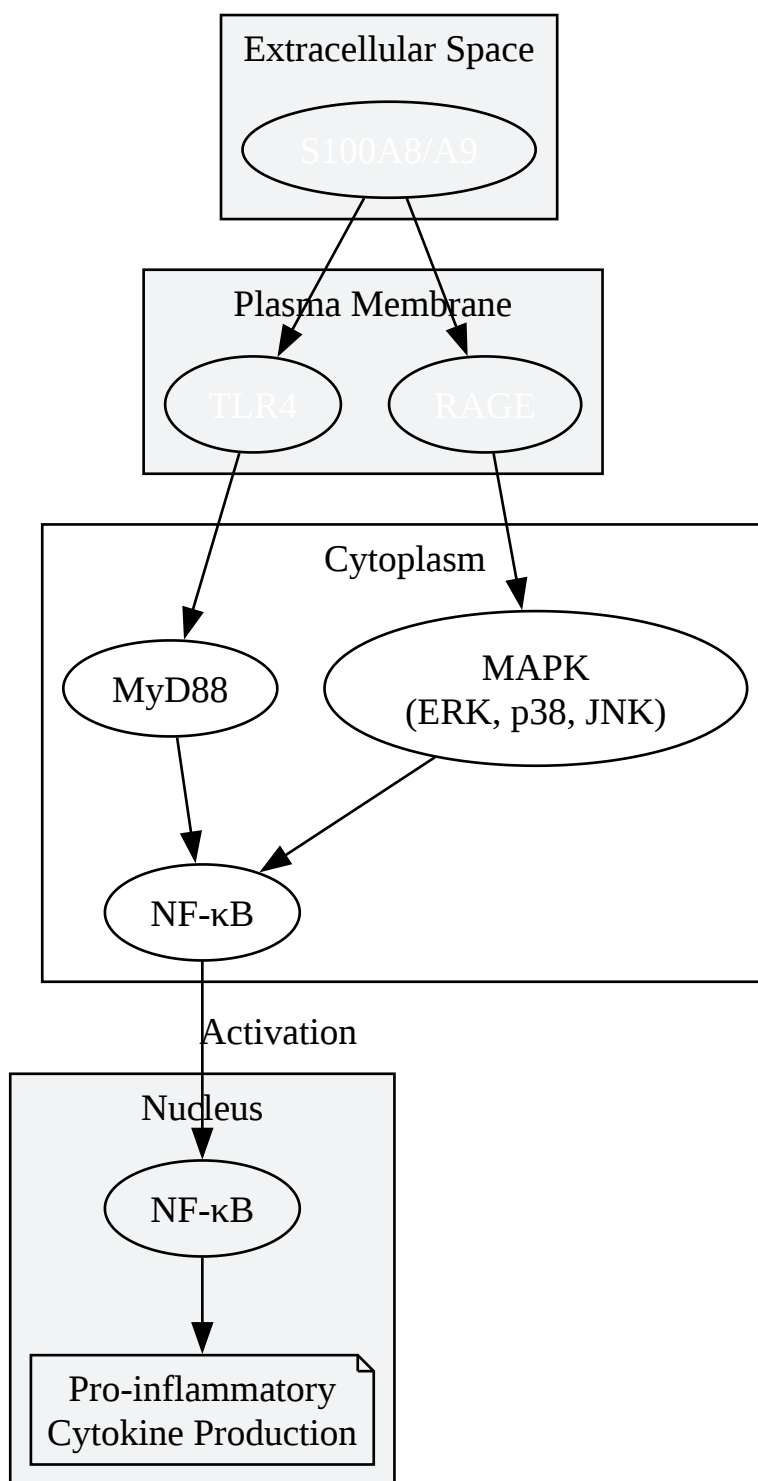 Extracellular Space
S100A8/A9
Plasma Membrane
TLR4
RAGE
Cytoplasm
MyD88
MAPK
(ERK, p38, JNK)
NF-κB
Activation
Nucleus
NF-κB
Pro-inflammatory
Cytokine Production